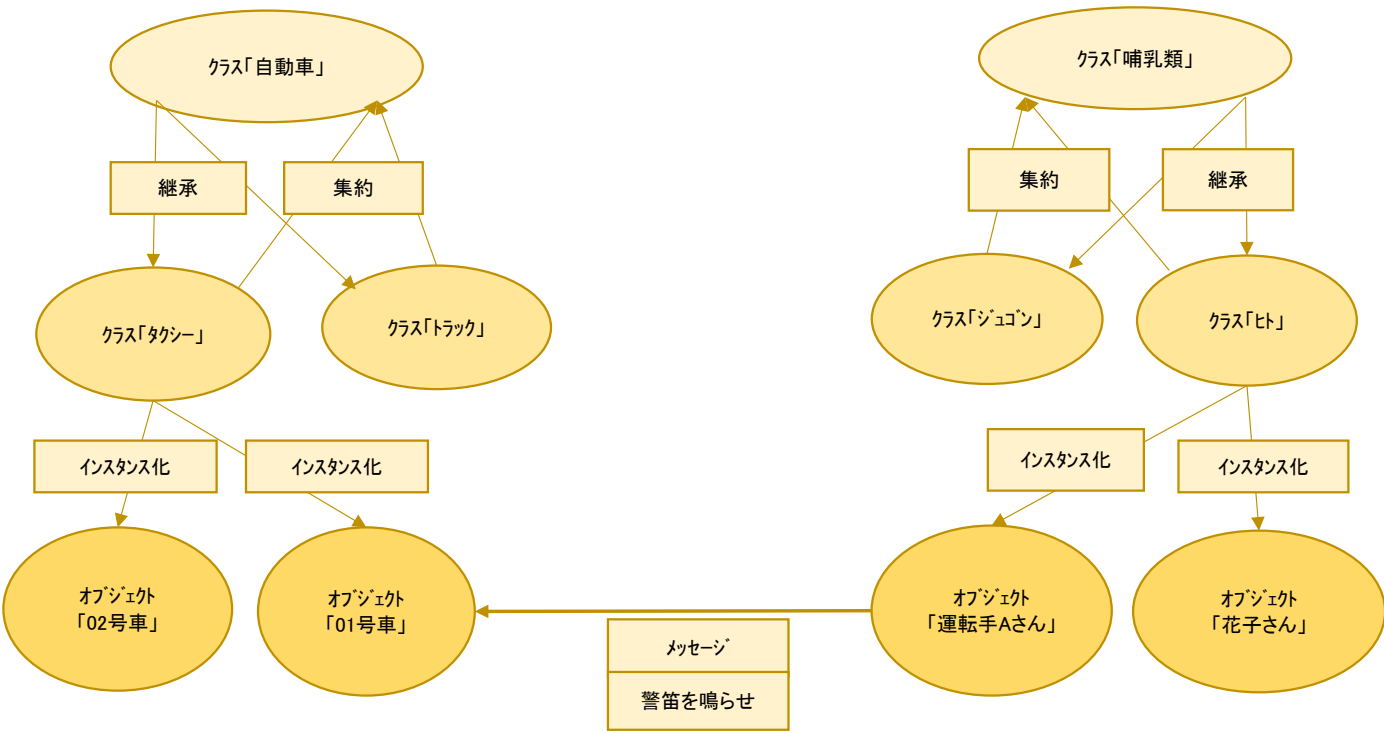 クラス「自動車」
クラス「哺乳類」
継承
集約
集約
継承
クラス「タクシー」
クラス「トラック」
クラス「ジュゴン」
クラス「ヒト」
インスタンス化
インスタンス化
インスタンス化
インスタンス化
オブジェクト
「02号車」
オブジェクト
「01号車」
オブジェクト
「運転手Aさん」
オブジェクト
「花子さん」
メッセージ
警笛を鳴らせ